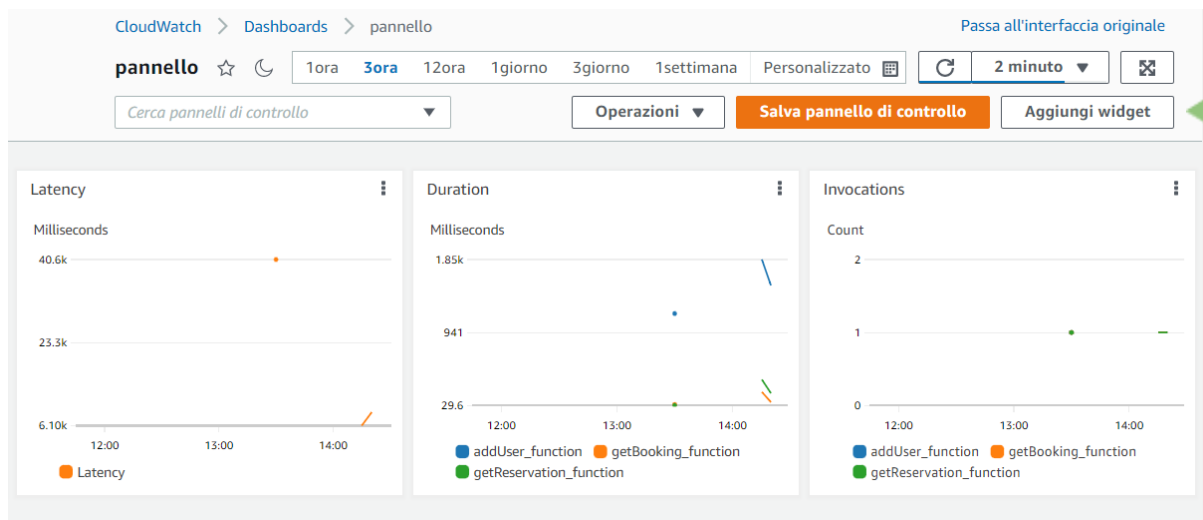 CloudWatch > Dashboards > pannello Passa all'interfaccia originale
pannello 1ora 3ora 12ora 1giorno 3giorno 1settimana Personalizzato 2 minuto
Cerca pannelli di controllo Operazioni Salva pannello di controllo Aggiungi widget
Latency
Milliseconds
40.6k
23.3k
6.10k
12:00 13:00 14:00
Latency
Duration
Milliseconds
1.85k
941
29.6
12:00 13:00 14:00
addUser_function getBooking_function
getReservation_function
Invocations
Count
2
1
0
12:00 13:00 14:00
addUser_function getBooking_function
getReservation_function